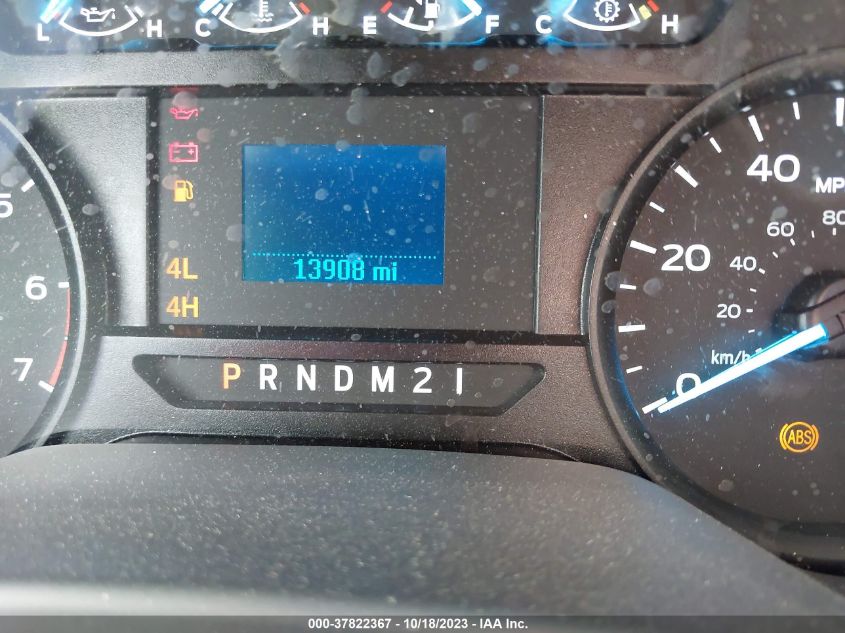 L H C H E F C H
5
6
7
4L
4H
13908 mi
P R N D M 2 1
40
MP
20
0
80
60
40
20
km/h
ABS
000-37822367 - 10/18/2023 - IAA Inc.